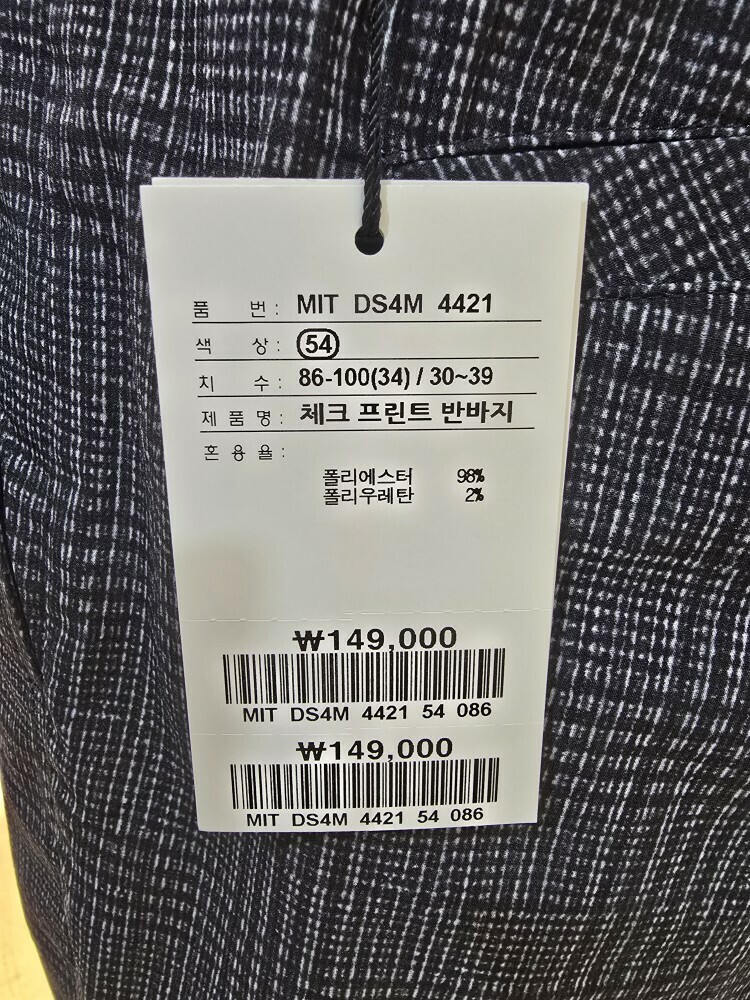 품 번 : MIT DS4M 4421
색 상 : 54
치 수 : 86-100(34) / 30~39
제 품 명 : 체크 프린트 반바지
혼 용 율 :
폴리에스터 98%
폴리우레탄 2%
₩149,000
MIT DS4M 4421 54 086
₩149,000
MIT DS4M 4421 54 086